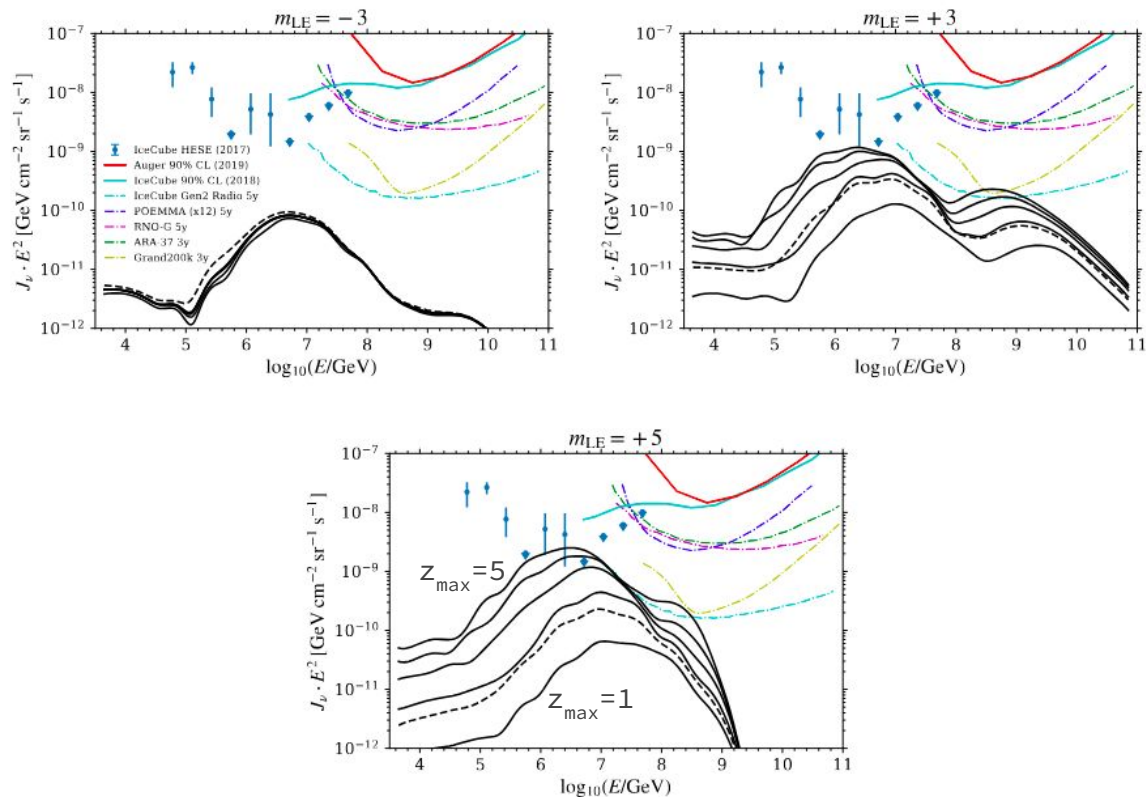 m_LE = −3
10⁻⁷
10⁻⁸
10⁻⁹
10⁻¹⁰
10⁻¹¹
10⁻¹²
J_ν · E² [GeV cm⁻² sr⁻¹ s⁻¹]
IceCube HESE (2017)
Auger 90% CL (2019)
IceCube 90% CL (2018)
IceCube Gen2 Radio 5y
POEMMA (x12) 5y
RNO-G 5y
ARA 37 3y
Grand200k 3y
4 5 6 7 8 9 10 11
log₁₀(E/GeV)
m_LE = +3
10⁻⁷
10⁻⁸
10⁻⁹
10⁻¹⁰
10⁻¹¹
10⁻¹²
J_ν · E² [GeV cm⁻² sr⁻¹ s⁻¹]
4 5 6 7 8 9 10 11
log₁₀(E/GeV)
m_LE = +5
10⁻⁷
10⁻⁸
10⁻⁹
10⁻¹⁰
10⁻¹¹
10⁻¹²
J_ν · E² [GeV cm⁻² sr⁻¹ s⁻¹]
z_max=5
z_max=1
4 5 6 7 8 9 10 11
log₁₀(E/GeV)